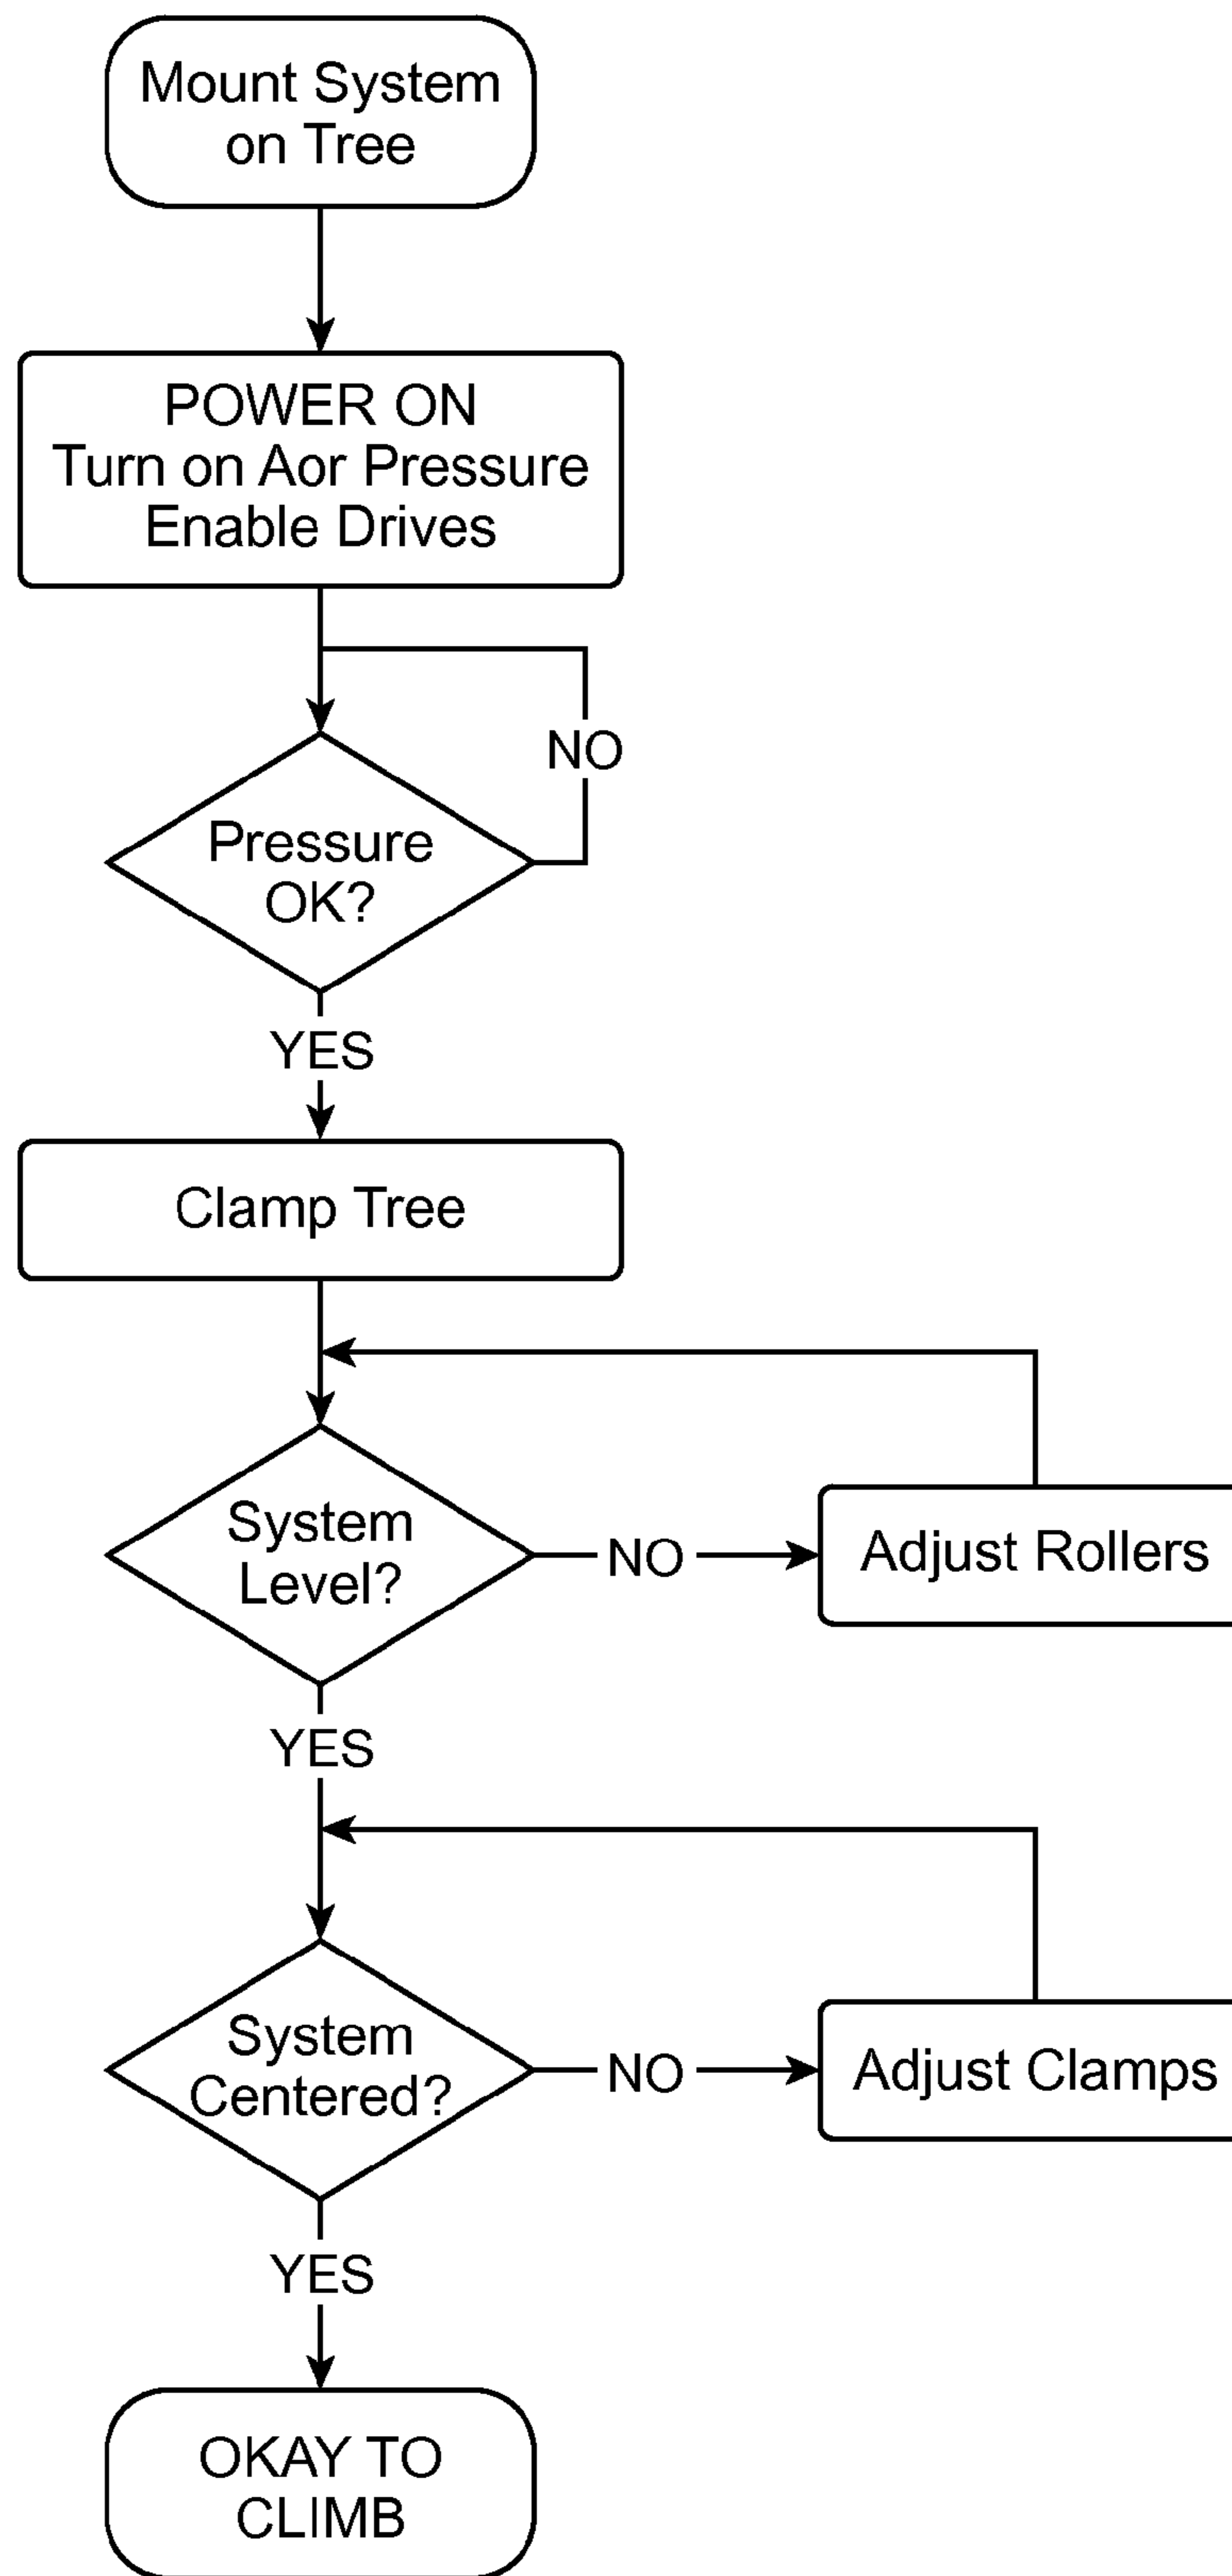 Mount System
on Tree
POWER ON
Turn on Aor Pressure
Enable Drives
NO
Pressure
OK?
YES
Clamp Tree
System
Level?
NO
Adjust Rollers
YES
System
Centered?
NO
Adjust Clamps
YES
OKAY TO
CLIMB